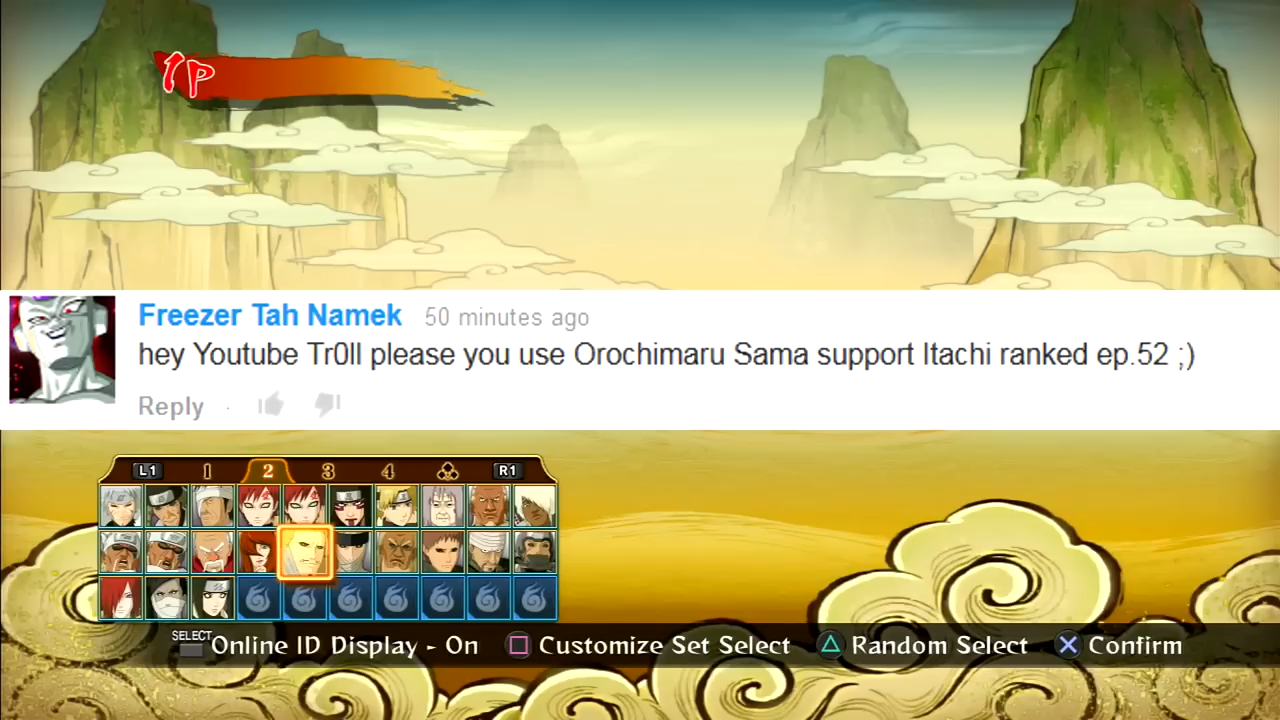 1P
Freezer Tah Namek 50 minutes ago
hey Youtube Tr0ll please you use Orochimaru Sama support Itachi ranked ep.52 ;)
Reply ·
L1 1 2 3 4 R1
SELECT Online ID Display - On Customize Set Select Random Select Confirm